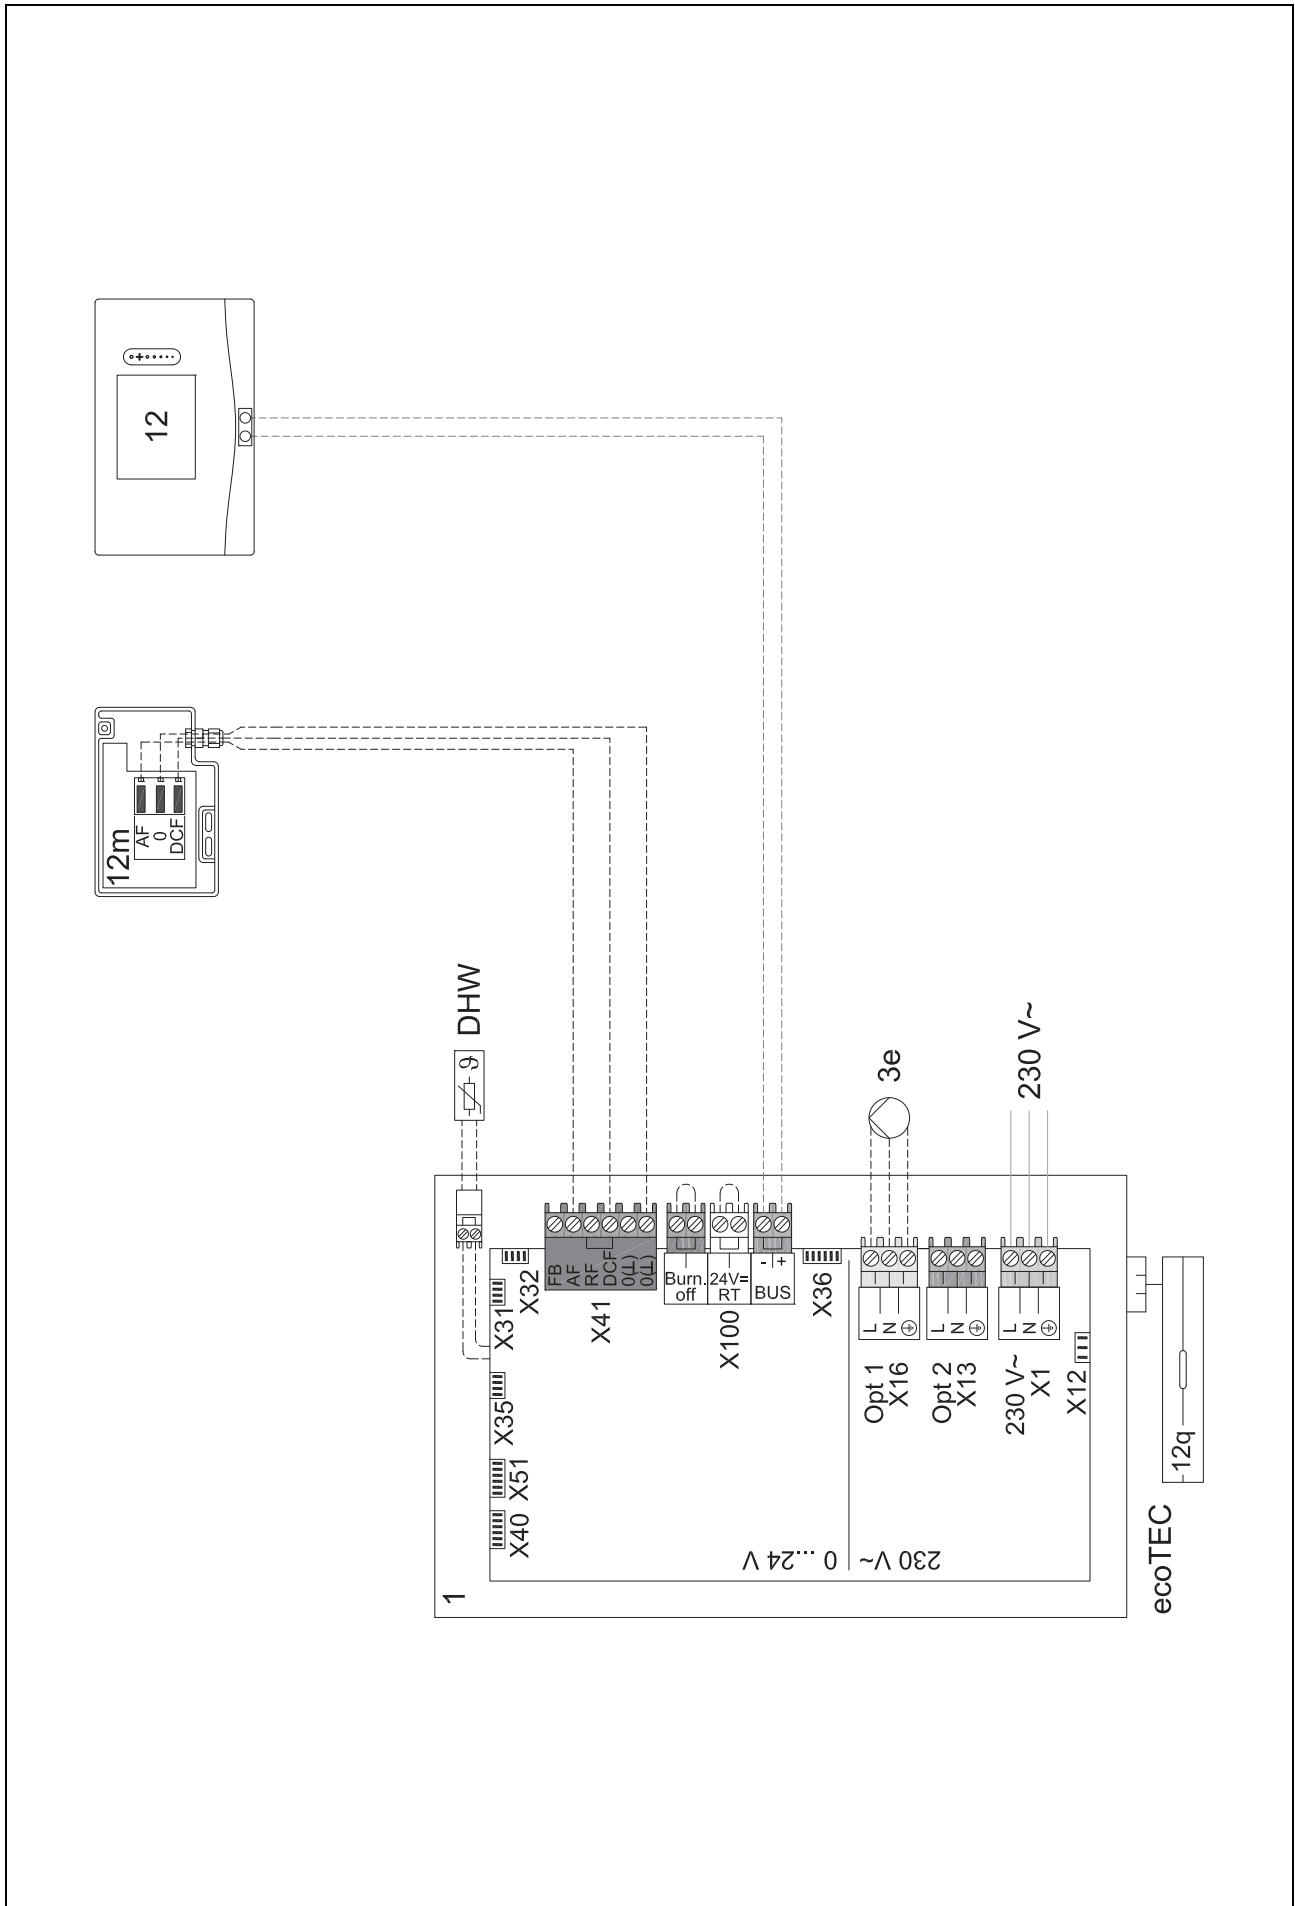 12
12m
AF
0
DCF
DHW
ϑ
3e
230 V~
X32
X31
X35
X51
X40
FB
AF
RF
DCF
0(⊥)
0(⊥)
X41
Burn.
off
24V=
RT
X100
- +
BUS
X36
L
N
Opt 1
X16
L
N
Opt 2
X13
L
N
230 V~
X1
X12
0...24 V
230 V~
1
12q
ecoTEC